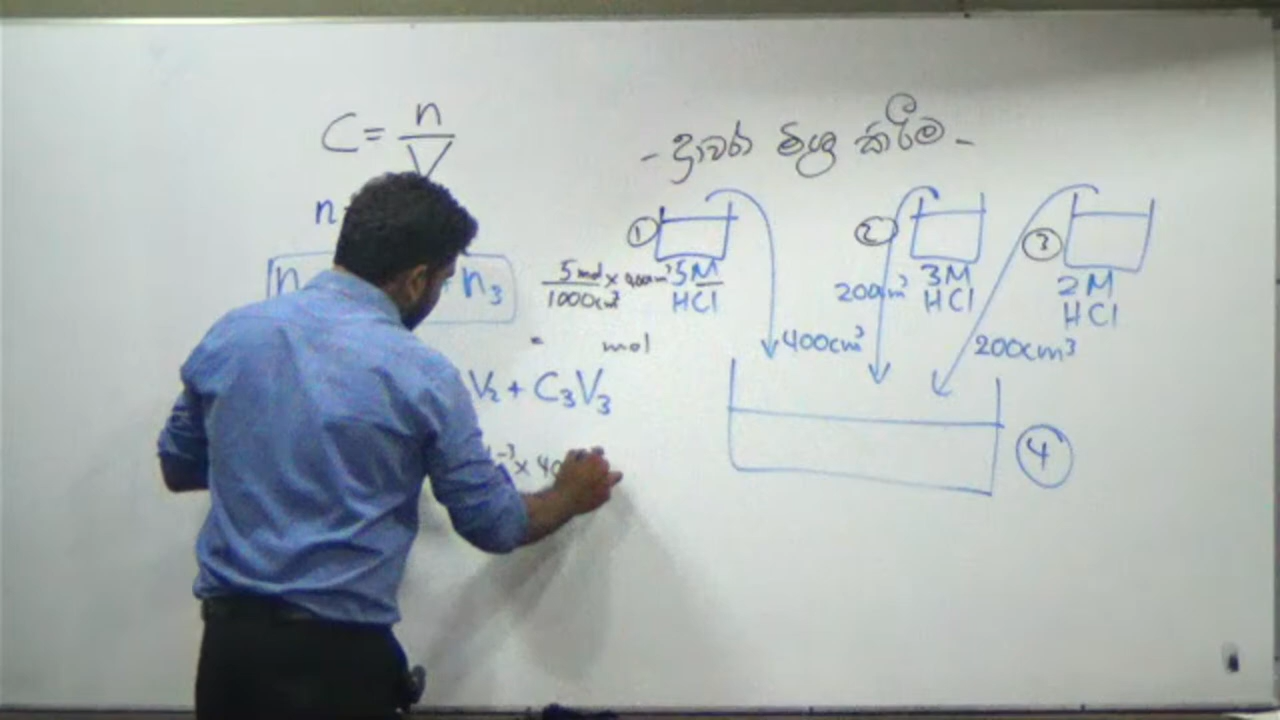 C = n/V
- ද්‍රාවණ මිශ්‍ර කිරීම -
n
n n₃
① ② ③
5 mol/1000cm³ × 400cm³
5M
HCl
200cm³
3M
HCl
2M
HCl
= mol
400cm³
200cm³
V₂ + C₃V₃
④
⁻³ × 40